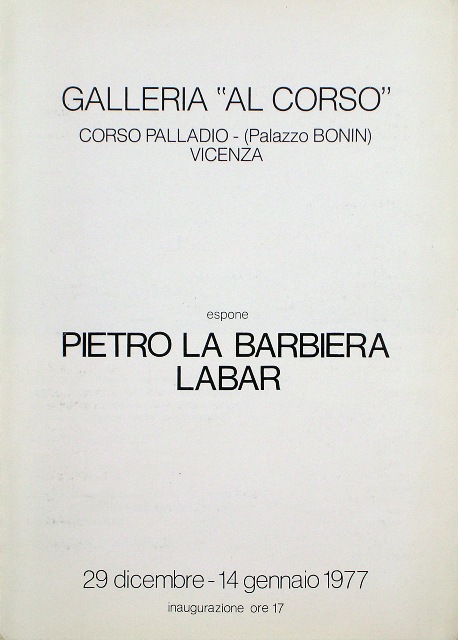 GALLERIA "AL CORSO"
CORSO PALLADIO - (Palazzo BONIN)
VICENZA
espone
PIETRO LA BARBIERA
LABAR
29 dicembre - 14 gennaio 1977
inaugurazione ore 17